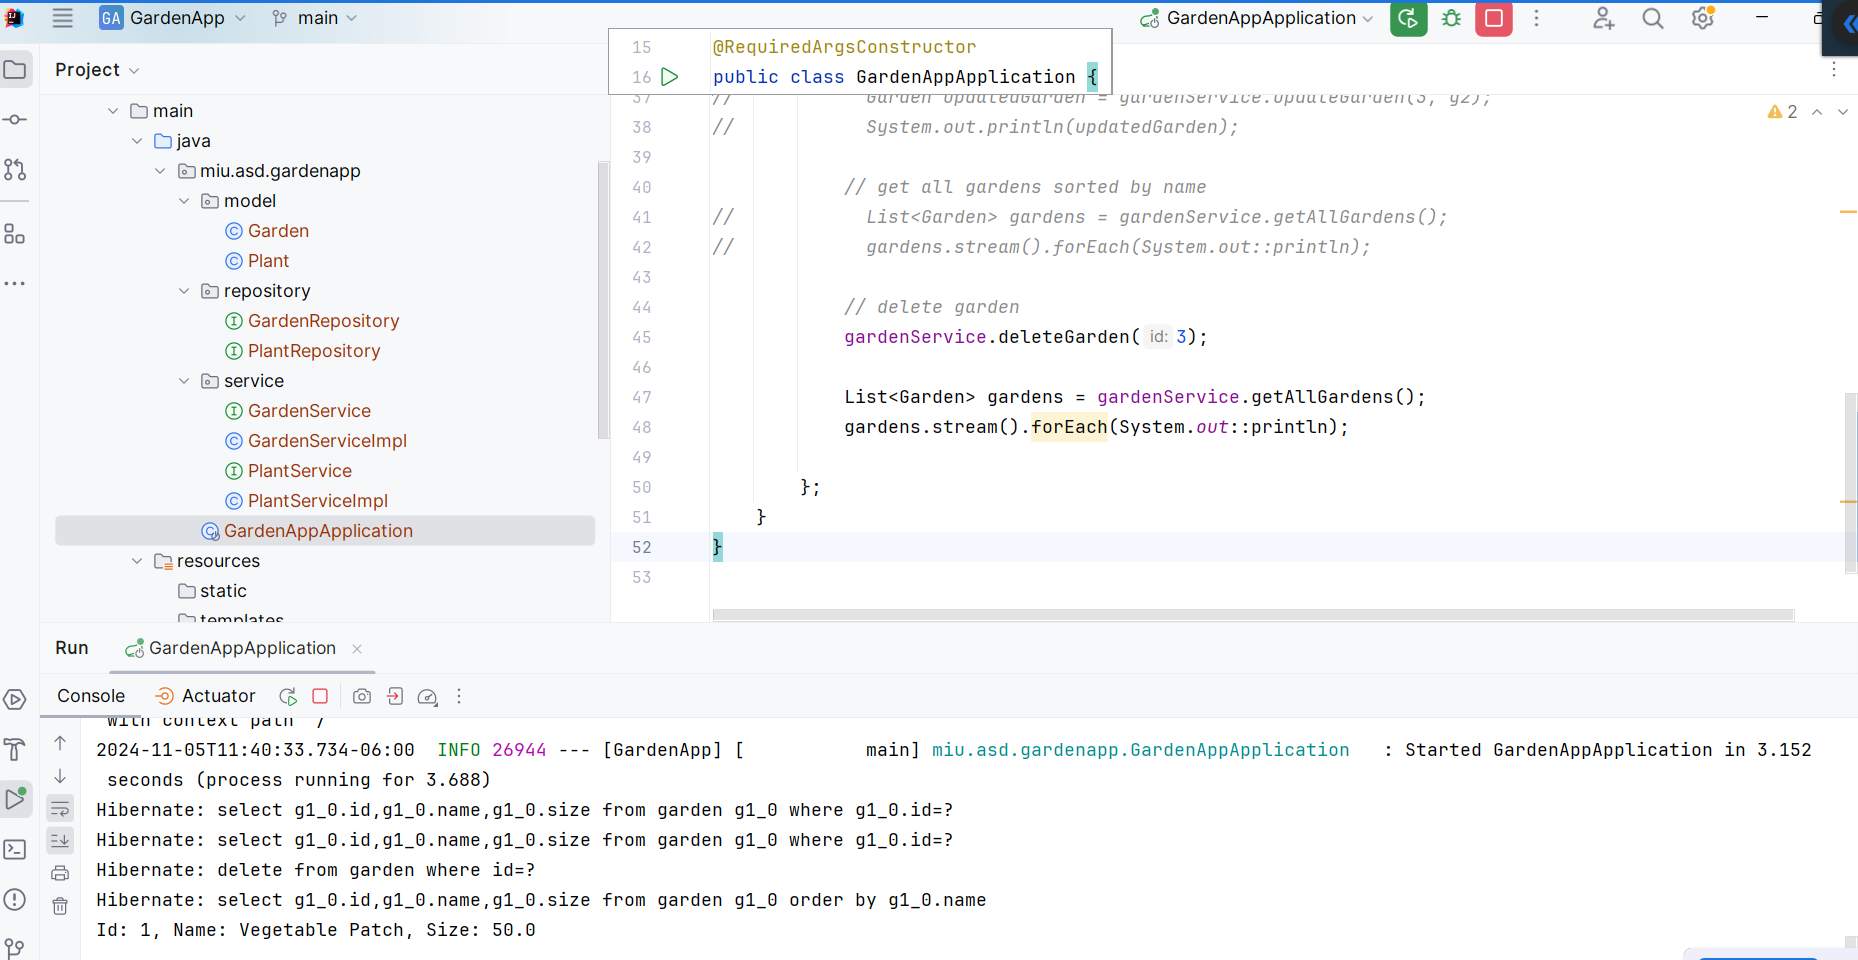 GA GardenApp main GardenAppApplication
Project
main
java
miu.asd.gardenapp
model
Garden
Plant
repository
GardenRepository
PlantRepository
service
GardenService
GardenServiceImpl
PlantService
PlantServiceImpl
GardenAppApplication
resources
static
templates
15 @RequiredArgsConstructor
16 public class GardenAppApplication {
37 // Garden updatedGarden = gardenService.updateGarden(3, g2);
38 // System.out.println(updatedGarden);
39
40 // get all gardens sorted by name
41 // List<Garden> gardens = gardenService.getAllGardens();
42 // gardens.stream().forEach(System.out::println);
43
44 // delete garden
45 gardenService.deleteGarden( id: 3);
46
47 List<Garden> gardens = gardenService.getAllGardens();
48 gardens.stream().forEach(System.out::println);
49
50 };
51 }
52 }
53
2
Run GardenAppApplication
Console Actuator
with context path '/'
2024-11-05T11:40:33.734-06:00  INFO 26944 --- [GardenApp] [           main] miu.asd.gardenapp.GardenAppApplication   : Started GardenAppApplication in 3.152
seconds (process running for 3.688)
Hibernate: select g1_0.id,g1_0.name,g1_0.size from garden g1_0 where g1_0.id=?
Hibernate: select g1_0.id,g1_0.name,g1_0.size from garden g1_0 where g1_0.id=?
Hibernate: delete from garden where id=?
Hibernate: select g1_0.id,g1_0.name,g1_0.size from garden g1_0 order by g1_0.name
Id: 1, Name: Vegetable Patch, Size: 50.0